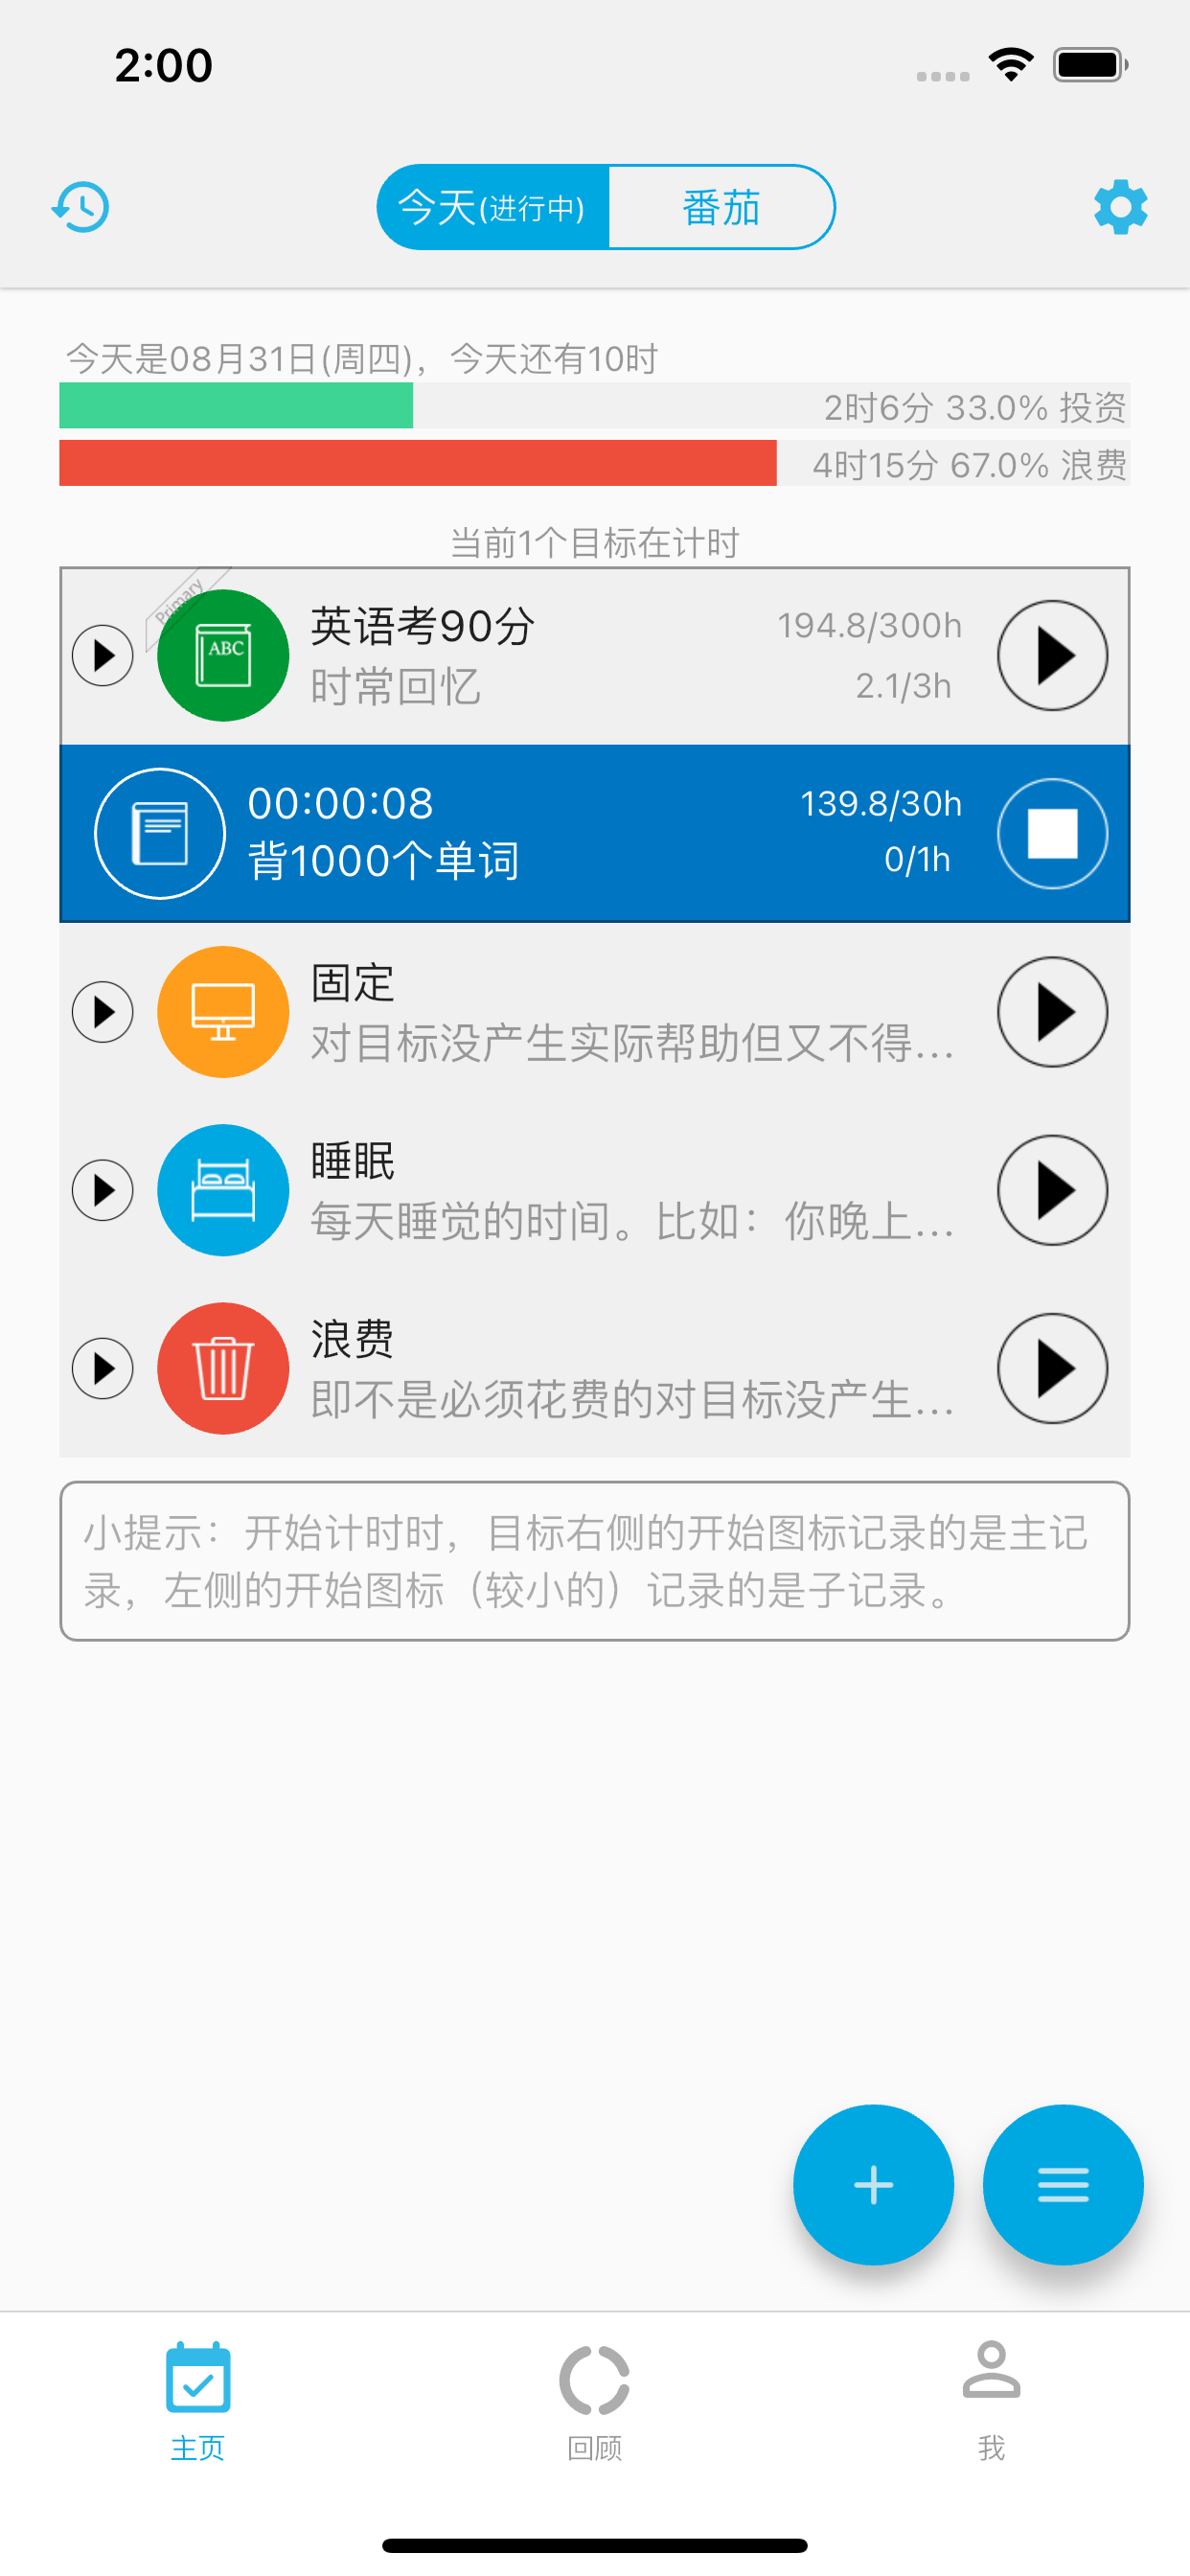 2:00
今天(进行中)
番茄
今天是08月31日(周四)，今天还有10时
2时6分 33.0% 投资
4时15分 67.0% 浪费
当前1个目标在计时
Primary
ABC
英语考90分
194.8/300h
时常回忆
2.1/3h
00:00:08
139.8/30h
背1000个单词
0/1h
固定
对目标没产生实际帮助但又不得...
睡眠
每天睡觉的时间。比如：你晚上...
浪费
即不是必须花费的对目标没产生...
小提示：开始计时时，目标右侧的开始图标记录的是主记
录，左侧的开始图标（较小的）记录的是子记录。
主页
回顾
我